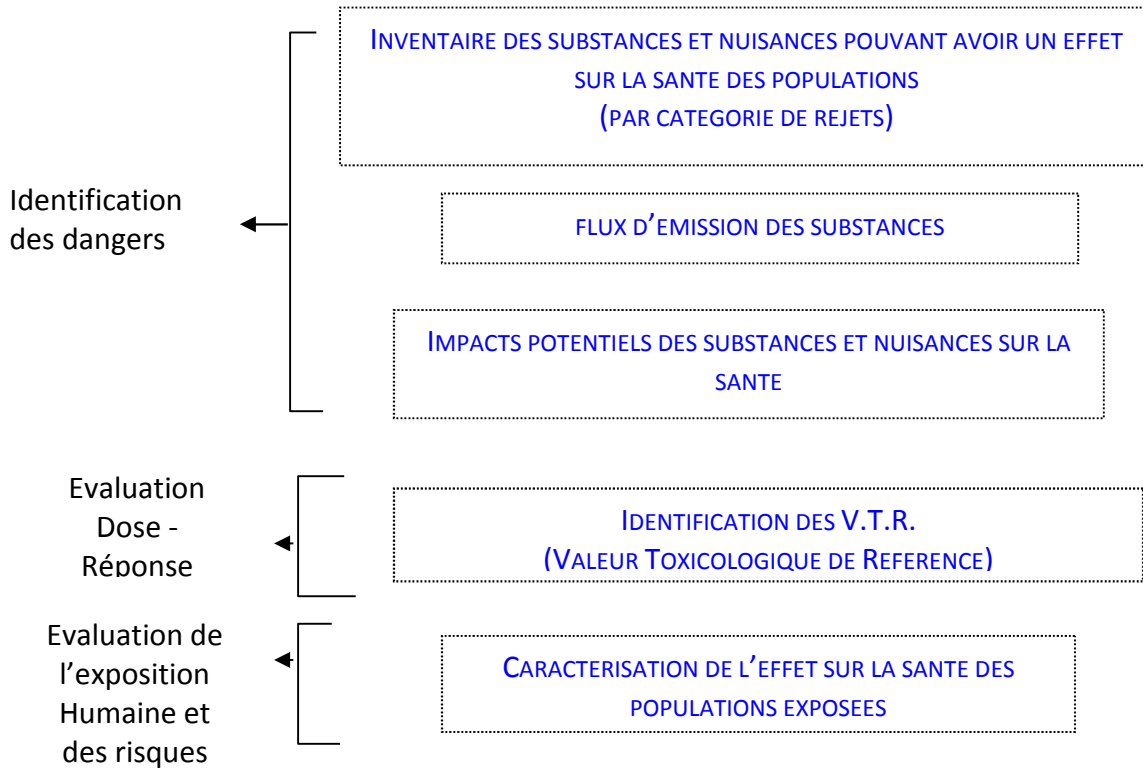 INVENTAIRE DES SUBSTANCES ET NUISANCES POUVANT AVOIR UN EFFET
SUR LA SANTE DES POPULATIONS
(PAR CATEGORIE DE REJETS)
Identification
des dangers
FLUX D'EMISSION DES SUBSTANCES
IMPACTS POTENTIELS DES SUBSTANCES ET NUISANCES SUR LA
SANTE
Evaluation
Dose -
Réponse
IDENTIFICATION DES V.T.R.
(VALEUR TOXICOLOGIQUE DE REFERENCE)
Evaluation de
l'exposition
Humaine et
des risques
CARACTERISATION DE L'EFFET SUR LA SANTE DES
POPULATIONS EXPOSEES